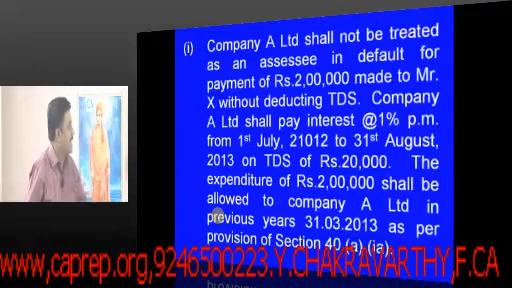 (i) Company A Ltd shall not be treated
as an assessee in default for
payment of Rs.2,00,000 made to Mr.
X without deducting TDS. Company
A Ltd shall pay interest @1% p.m.
from 1st July, 21012 to 31st August,
2013 on TDS of Rs.20,000. The
expenditure of Rs.2,00,000 shall be
allowed to company A Ltd in
previous years 31.03.2013 as per
provision of Section 40 (a) (ia).
www,caprep.org,9246500223.Y.CHAKRAVARTHY,F.CA